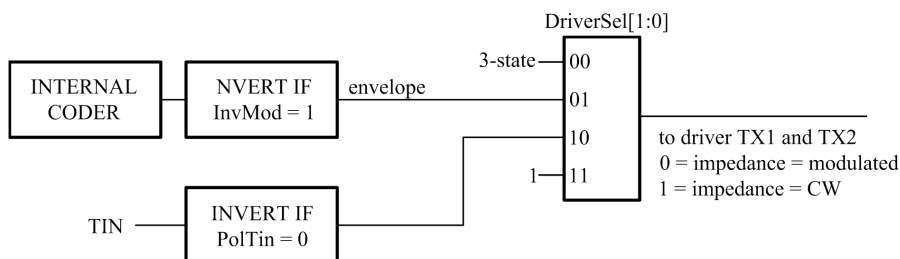 DriverSel[1:0]
3-state
00
INTERNAL
CODER
NVERT IF
InvMod = 1
envelope
01
10
to driver TX1 and TX2
0 = impedance = modulated
1 = impedance = CW
1
11
TIN
INVERT IF
PolTin = 0